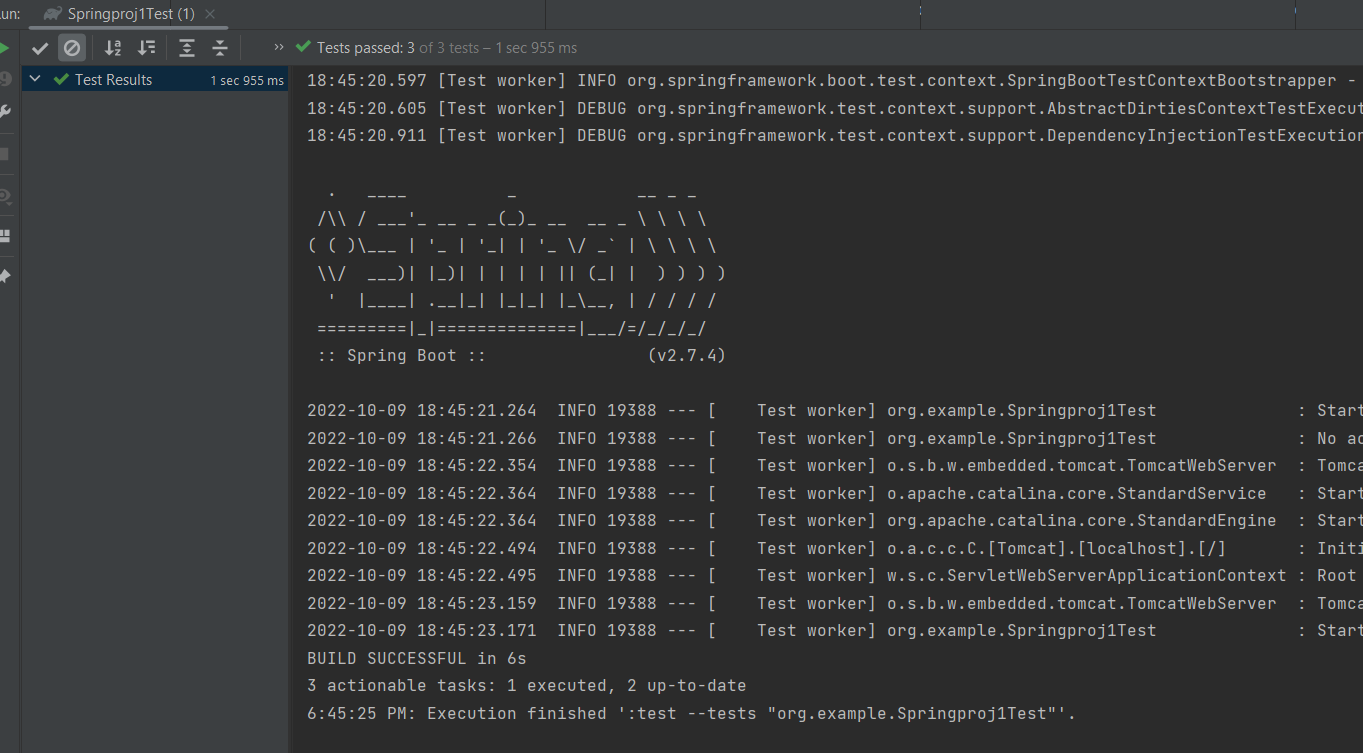 un: Springproj1Test (1)
Tests passed: 3 of 3 tests – 1 sec 955 ms
Test Results 1 sec 955 ms
18:45:20.597 [Test worker] INFO org.springframework.boot.test.context.SpringBootTestContextBootstrapper -
18:45:20.605 [Test worker] DEBUG org.springframework.test.context.support.AbstractDirtiesContextTestExecut
18:45:20.911 [Test worker] DEBUG org.springframework.test.context.support.DependencyInjectionTestExecution
  .   ____          _            __ _ _
 /\\ / ___'_ __ _ _(_)_ __  __ _ \ \ \ \
( ( )\___ | '_ | '_| | '_ \/ _` | \ \ \ \
 \\/  ___)| |_)| | | | | || (_| |  ) ) ) )
  '  |____| .__|_| |_|_| |_\__, | / / / /
 =========|_|==============|___/=/_/_/_/
 :: Spring Boot ::                (v2.7.4)
2022-10-09 18:45:21.264  INFO 19388 --- [    Test worker] org.example.Springproj1Test              : Start
2022-10-09 18:45:21.266  INFO 19388 --- [    Test worker] org.example.Springproj1Test              : No ac
2022-10-09 18:45:22.354  INFO 19388 --- [    Test worker] o.s.b.w.embedded.tomcat.TomcatWebServer  : Tomca
2022-10-09 18:45:22.364  INFO 19388 --- [    Test worker] o.apache.catalina.core.StandardService   : Start
2022-10-09 18:45:22.364  INFO 19388 --- [    Test worker] org.apache.catalina.core.StandardEngine  : Start
2022-10-09 18:45:22.494  INFO 19388 --- [    Test worker] o.a.c.c.C.[Tomcat].[localhost].[/]       : Initi
2022-10-09 18:45:22.495  INFO 19388 --- [    Test worker] w.s.c.ServletWebServerApplicationContext : Root
2022-10-09 18:45:23.159  INFO 19388 --- [    Test worker] o.s.b.w.embedded.tomcat.TomcatWebServer  : Tomca
2022-10-09 18:45:23.171  INFO 19388 --- [    Test worker] org.example.Springproj1Test              : Start
BUILD SUCCESSFUL in 6s
3 actionable tasks: 1 executed, 2 up-to-date
6:45:25 PM: Execution finished ':test --tests "org.example.Springproj1Test"'.